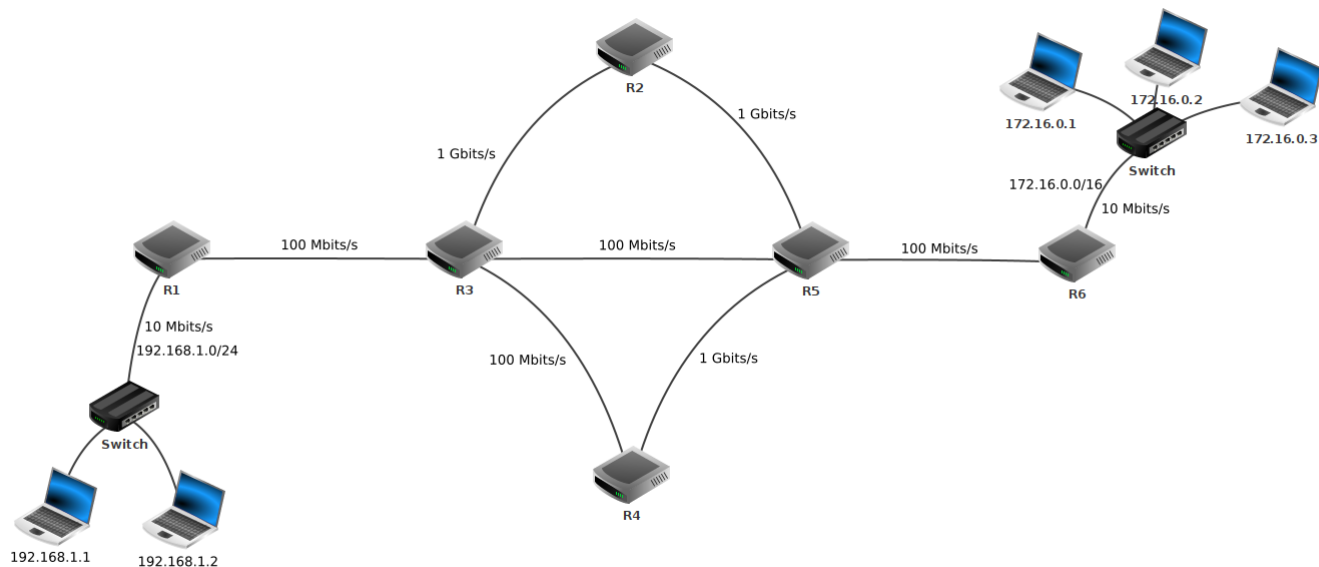 R2
172.16.0.1
172.16.0.2
172.16.0.3
Switch
1 Gbits/s
1 Gbits/s
172.16.0.0/16
10 Mbits/s
R1
100 Mbits/s
R3
100 Mbits/s
R5
100 Mbits/s
R6
10 Mbits/s
192.168.1.0/24
100 Mbits/s
1 Gbits/s
Switch
R4
192.168.1.1
192.168.1.2